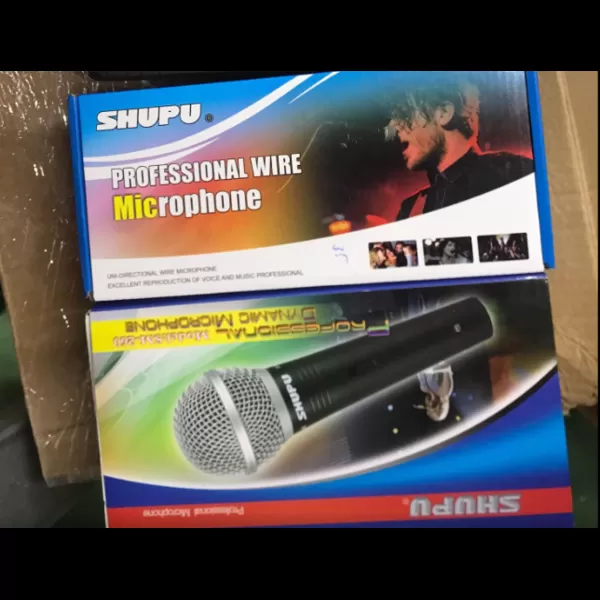 SHUPU®
PROFESSIONAL WIRE
Microphone
UNI-DIRECTIONAL WIRE MICROPHONE
EXCELLENT REPRODUCTION OF VOICE AND MUSIC PROFESSIONAL
PROFESSIONAL
DYNAMIC MICROPHONE
SHUPU
SHUPU®
Professional Microphone